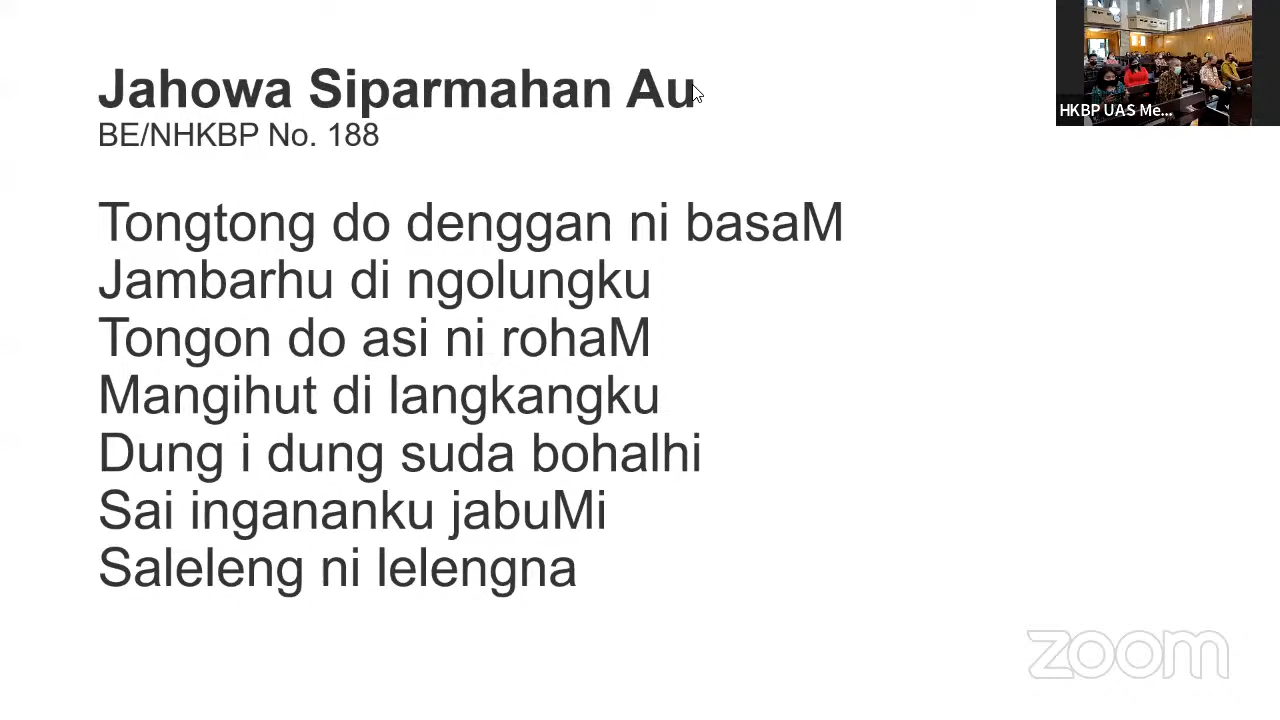 Jahowa Siparmahan Au
BE/NHKBP No. 188
HKBP UAS Me...
Tongtong do denggan ni basaM
Jambarhu di ngolungku
Tongon do asi ni rohaM
Mangihut di langkangku
Dung i dung suda bohalhi
Sai ingananku jabuMi
Saleleng ni lelengna
zoom